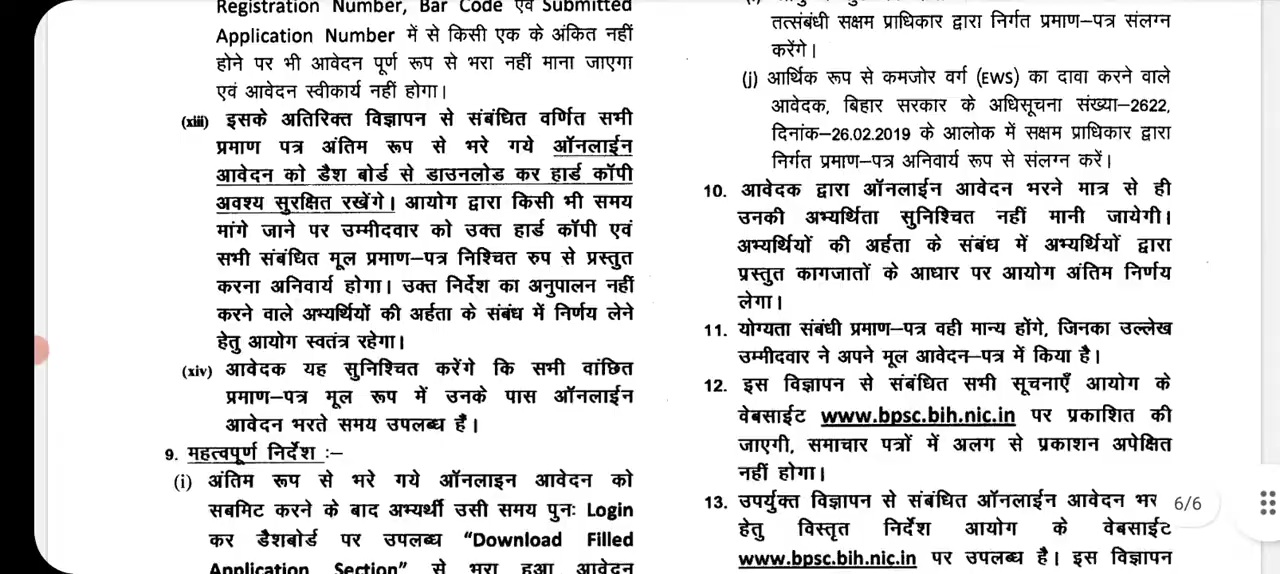 Registration Number, Bar Code एवं Submitted
Application Number में से किसी एक के अंकित नहीं
होने पर भी आवेदन पूर्ण रूप से भरा नहीं माना जाएगा
एवं आवेदन स्वीकार्य नहीं होगा।
(xiii) इसके अतिरिक्त विज्ञापन से संबंधित वर्णित सभी
प्रमाण पत्र अंतिम रूप से भरे गये ऑनलाईन
आवेदन को डैश बोर्ड से डाउनलोड कर हार्ड कॉपी
अवश्य सुरक्षित रखेंगे। आयोग द्वारा किसी भी समय
मांगे जाने पर उम्मीदवार को उक्त हार्ड कॉपी एवं
सभी संबंधित मूल प्रमाण–पत्र निश्चित रुप से प्रस्तुत
करना अनिवार्य होगा। उक्त निर्देश का अनुपालन नहीं
करने वाले अभ्यर्थियों की अर्हता के संबंध में निर्णय लेने
हेतु आयोग स्वतंत्र रहेगा।
(xiv) आवेदक यह सुनिश्चित करेंगे कि सभी वांछित
प्रमाण–पत्र मूल रूप में उनके पास ऑनलाईन
आवेदन भरते समय उपलब्ध हैं।
9. महत्वपूर्ण निर्देश :–
(i) अंतिम रूप से भरे गये ऑनलाइन आवेदन को
सबमिट करने के बाद अभ्यर्थी उसी समय पुनः Login
कर डैशबोर्ड पर उपलब्ध “Download Filled
Application Section” से भरा हुआ आवेदन
तत्संबंधी सक्षम प्राधिकार द्वारा निर्गत प्रमाण–पत्र संलग्न
करेंगे।
(j) आर्थिक रूप से कमजोर वर्ग (EWS) का दावा करने वाले
आवेदक, बिहार सरकार के अधिसूचना संख्या–2622,
दिनांक–26.02.2019 के आलोक में सक्षम प्राधिकार द्वारा
निर्गत प्रमाण–पत्र अनिवार्य रूप से संलग्न करें।
10. आवेदक द्वारा ऑनलाईन आवेदन भरने मात्र से ही
उनकी अभ्यर्थिता सुनिश्चित नहीं मानी जायेगी।
अभ्यर्थियों की अर्हता के संबंध में अभ्यर्थियों द्वारा
प्रस्तुत कागजातों के आधार पर आयोग अंतिम निर्णय
लेगा।
11. योग्यता संबंधी प्रमाण–पत्र वही मान्य होंगे, जिनका उल्लेख
उम्मीदवार ने अपने मूल आवेदन–पत्र में किया है।
12. इस विज्ञापन से संबंधित सभी सूचनाएँ आयोग के
वेबसाईट www.bpsc.bih.nic.in पर प्रकाशित की
जाएगी, समाचार पत्रों में अलग से प्रकाशन अपेक्षित
नहीं होगा।
13. उपर्युक्त विज्ञापन से संबंधित ऑनलाईन आवेदन भर
हेतु विस्तृत निर्देश आयोग के वेबसाईट
www.bpsc.bih.nic.in पर उपलब्ध है। इस विज्ञापन
6/6